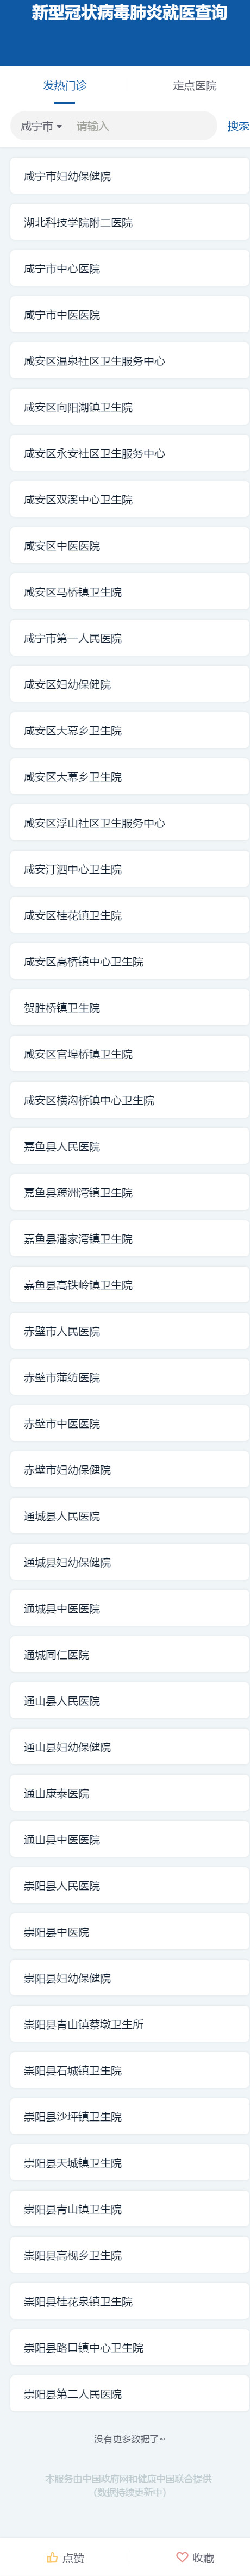 新型冠状病毒肺炎就医查询
发热门诊 定点医院
咸宁市 请输入 搜索
咸宁市妇幼保健院
湖北科技学院附二医院
咸宁市中心医院
咸宁市中医医院
咸安区温泉社区卫生服务中心
咸安区向阳湖镇卫生院
咸安区永安社区卫生服务中心
咸安区双溪中心卫生院
咸安区中医医院
咸安区马桥镇卫生院
咸宁市第一人民医院
咸安区妇幼保健院
咸安区大幕乡卫生院
咸安区大幕乡卫生院
咸安区浮山社区卫生服务中心
咸安汀泗中心卫生院
咸安区桂花镇卫生院
咸安区高桥镇中心卫生院
贺胜桥镇卫生院
咸安区官埠桥镇卫生院
咸安区横沟桥镇中心卫生院
嘉鱼县人民医院
嘉鱼县簰洲湾镇卫生院
嘉鱼县潘家湾镇卫生院
嘉鱼县高铁岭镇卫生院
赤壁市人民医院
赤壁市蒲纺医院
赤壁市中医医院
赤壁市妇幼保健院
通城县人民医院
通城县妇幼保健院
通城县中医医院
通城同仁医院
通山县人民医院
通山县妇幼保健院
通山康泰医院
通山县中医医院
崇阳县人民医院
崇阳县中医院
崇阳县妇幼保健院
崇阳县青山镇蔡墩卫生所
崇阳县石城镇卫生院
崇阳县沙坪镇卫生院
崇阳县天城镇卫生院
崇阳县青山镇卫生院
崇阳县高枧乡卫生院
崇阳县桂花泉镇卫生院
崇阳县路口镇中心卫生院
崇阳县第二人民医院
没有更多数据了~
本服务由中国政府网和健康中国联合提供
(数据持续更新中)
点赞 收藏